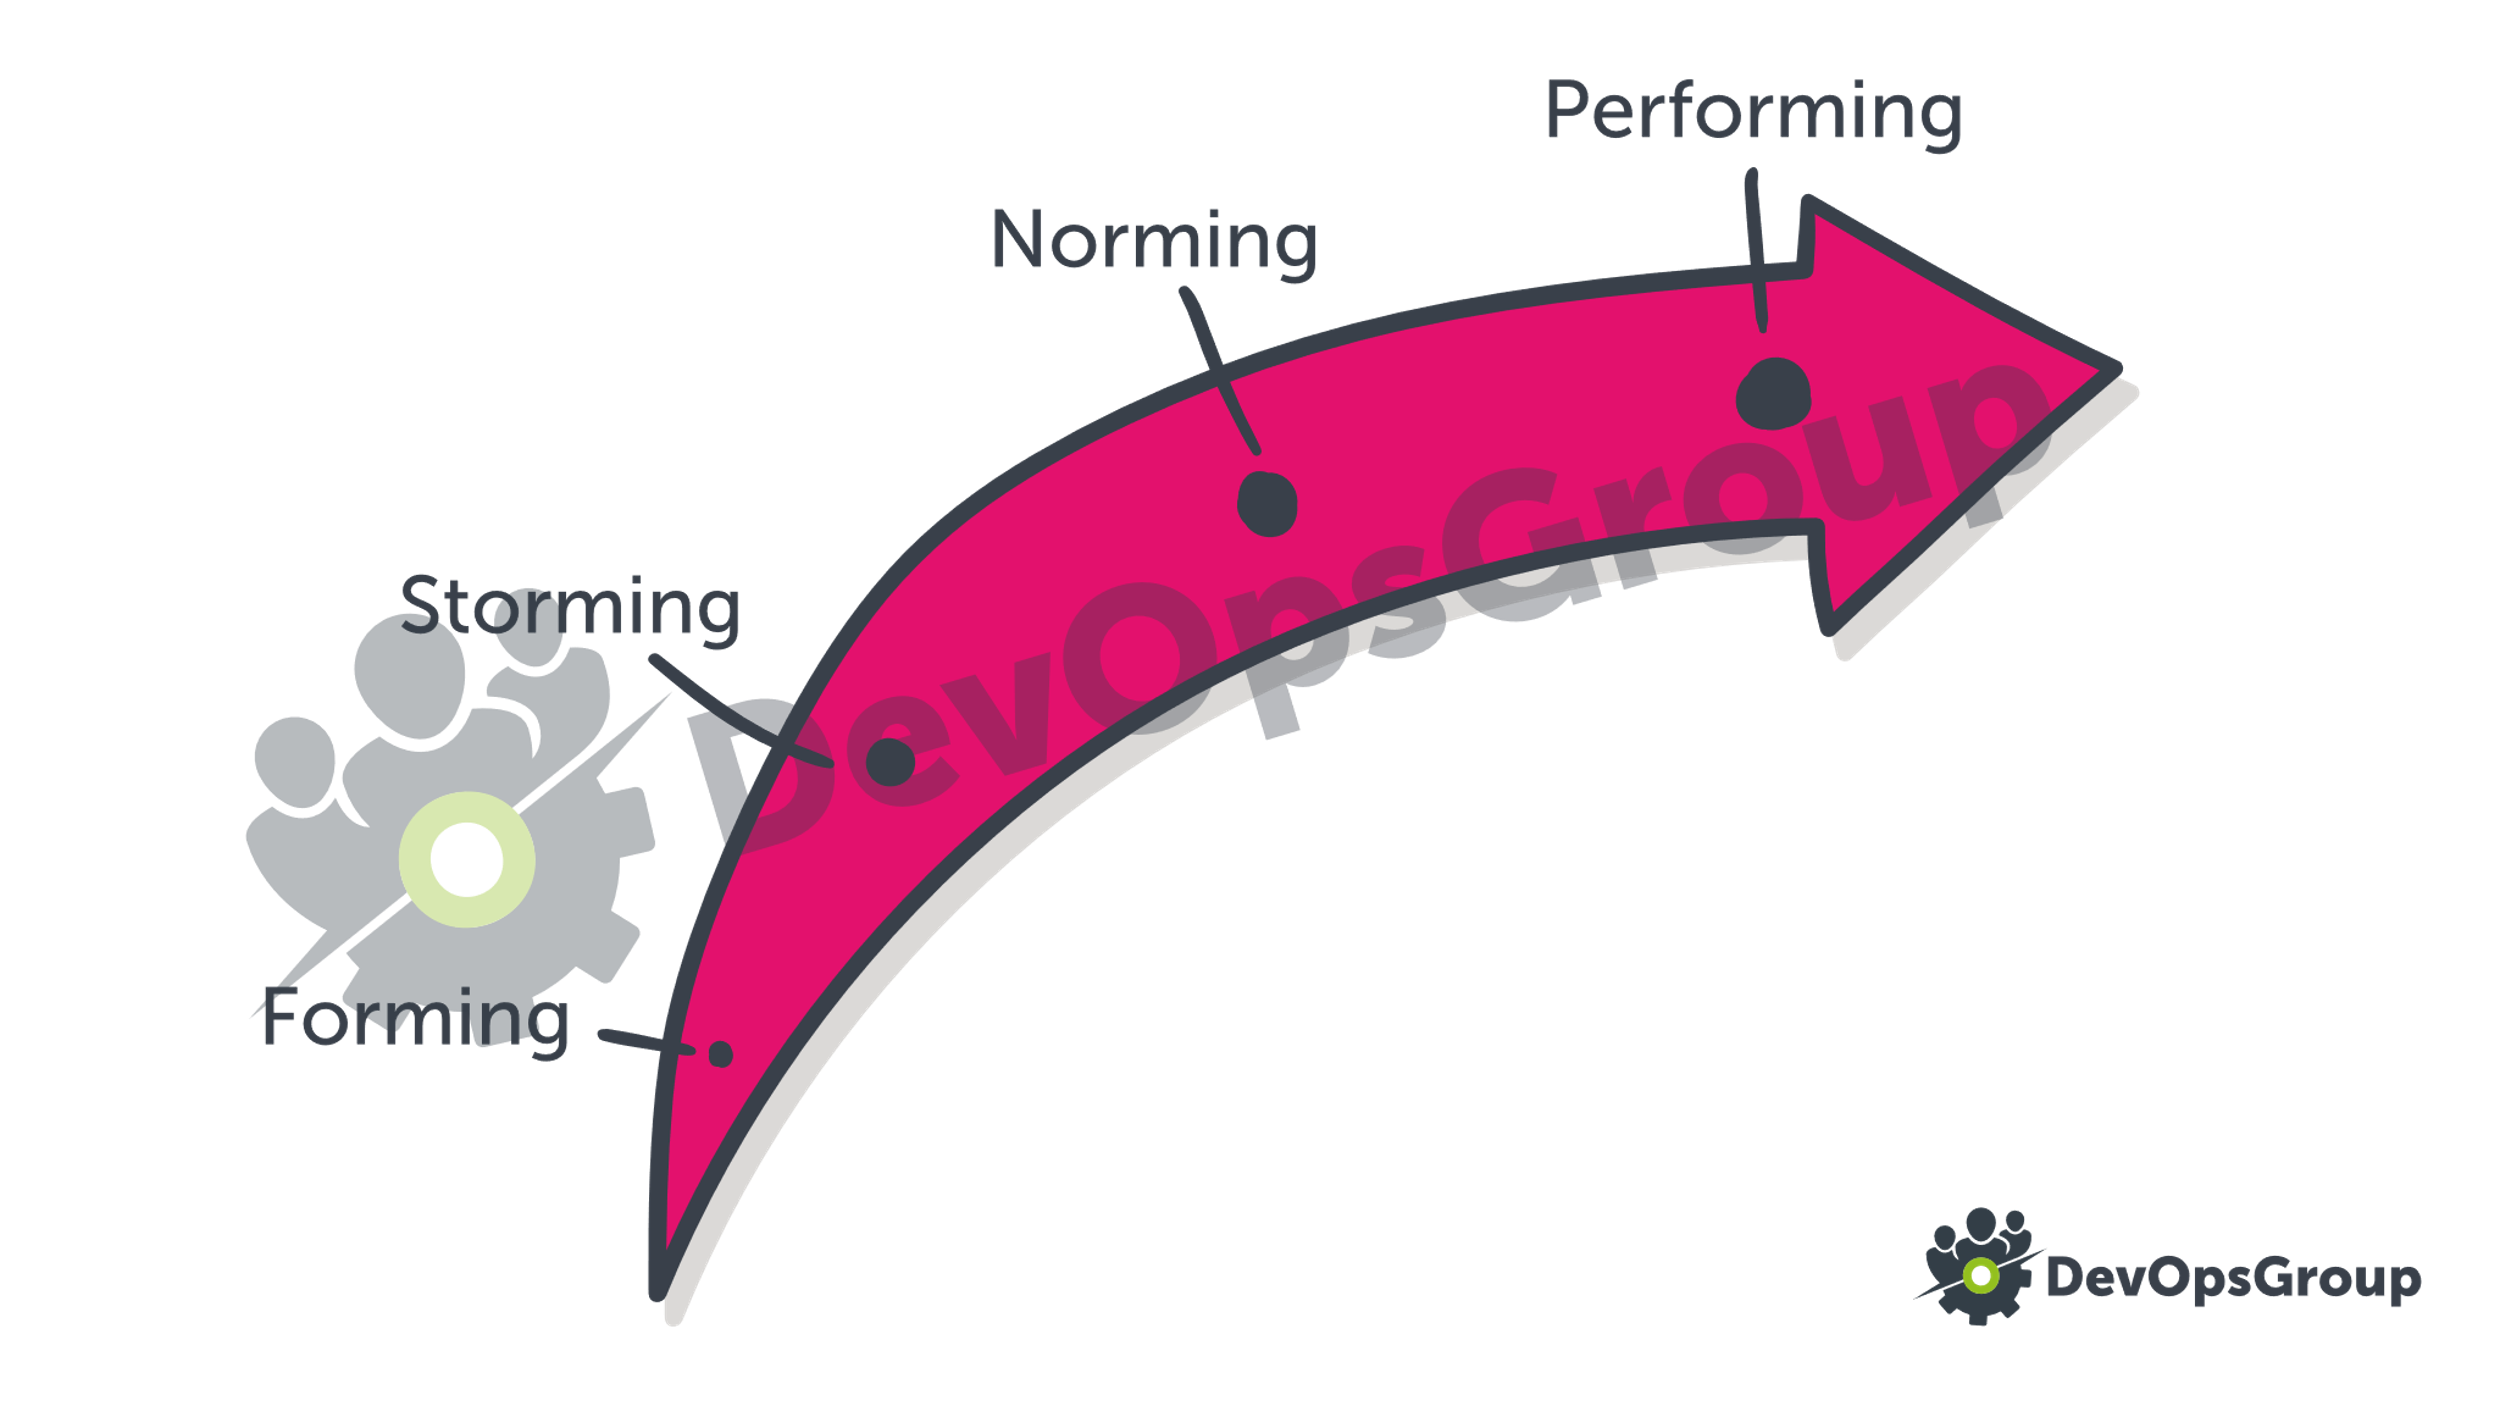 Performing
Norming
Storming
Forming
DevOpsGroup
DevOpsGroup